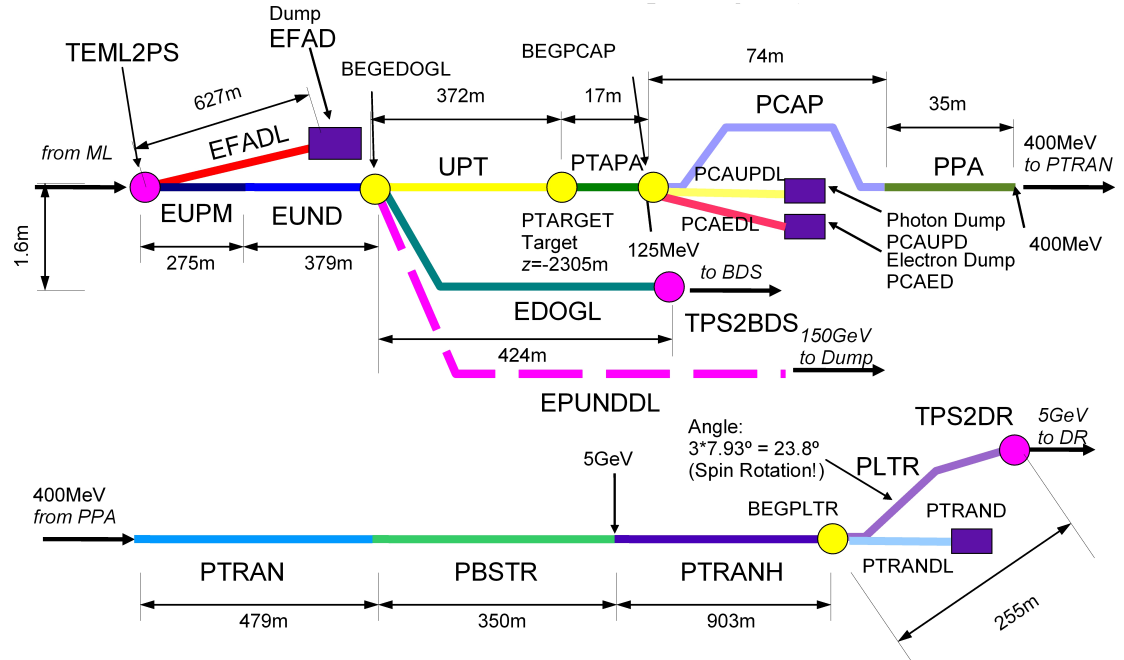 Dump
EFAD
TEML2PS
BEGEDOGL
BEGPCAP
74m
627m
372m
17m
PCAP
35m
EFADL
from ML
UPT
PTAPA
PCAUPDL
PPA
400MeV
to PTRAN
EUPM
EUND
PCAEDL
PTARGET
Target
z=-2305m
125MeV
Photon Dump
PCAUPD
Electron Dump
PCAED
400MeV
1.6m
275m
379m
to BDS
EDOGL
TPS2BDS
424m
150GeV
to Dump
EPUNDDL
Angle:
3*7.93º = 23.8º
(Spin Rotation!)
TPS2DR
5GeV
to DR
5GeV
PLTR
400MeV
from PPA
BEGPLTR
PTRAND
PTRANDL
PTRAN
PBSTR
PTRANH
479m
350m
903m
255m